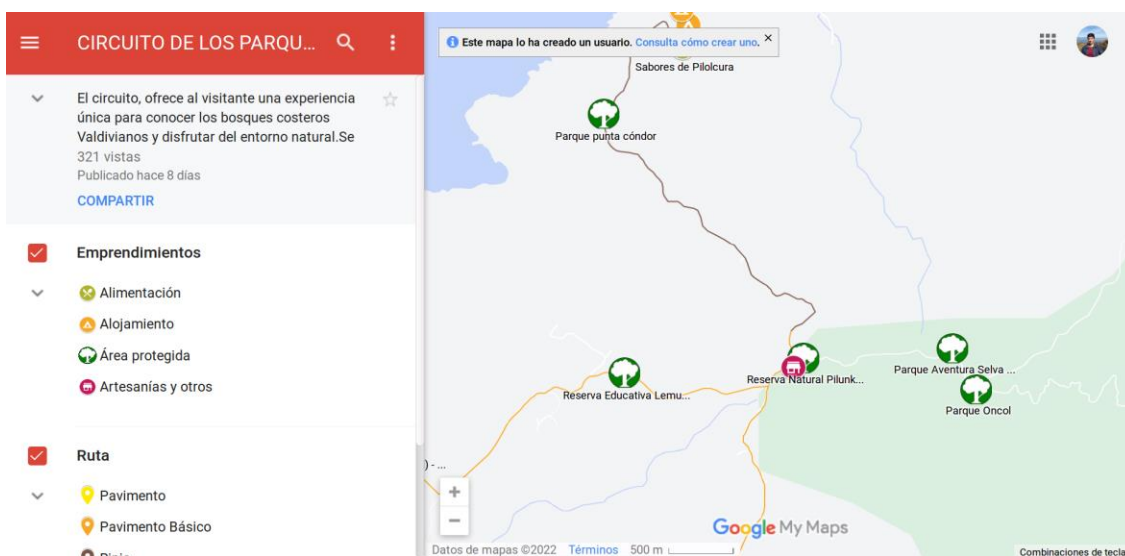 CIRCUITO DE LOS PARQU...
El circuito, ofrece al visitante una experiencia
única para conocer los bosques costeros
Valdivianos y disfrutar del entorno natural.Se
321 vistas
Publicado hace 8 días
COMPARTIR
Emprendimientos
Alimentación
Alojamiento
Área protegida
Artesanías y otros
Ruta
Pavimento
Pavimento Básico
Este mapa lo ha creado un usuario. Consulta cómo crear uno. ×
Sabores de Pilolcura
Parque punta cóndor
Parque Aventura Selva ...
Reserva Natural Pilunk...
Reserva Educativa Lemu...
Parque Oncol
) - ...
+
−
Google My Maps
Datos de mapas ©2022 Términos 500 m
Combinaciones de tecla